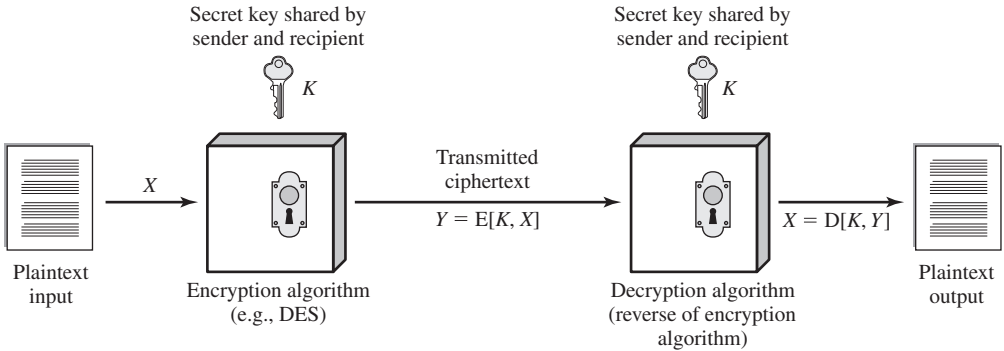 Secret key shared by
sender and recipient
K
Secret key shared by
sender and recipient
K
X
Transmitted
ciphertext
Y = E[K, X]
X = D[K, Y]
Plaintext
input
Encryption algorithm
(e.g., DES)
Decryption algorithm
(reverse of encryption
algorithm)
Plaintext
output